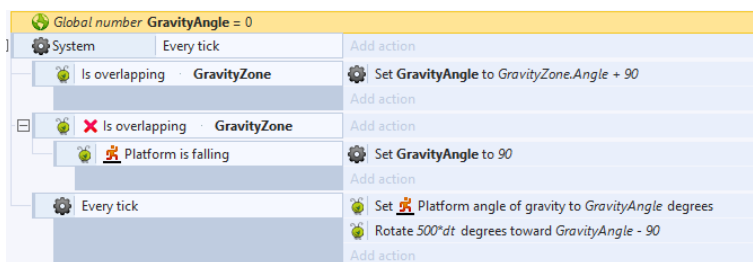 Global number GravityAngle = 0
System Every tick Add action
Is overlapping · GravityZone Set GravityAngle to GravityZone.Angle + 90
Add action
Is overlapping · GravityZone Add action
Platform is falling Set GravityAngle to 90
Add action
Every tick Set Platform angle of gravity to GravityAngle degrees
Rotate 500*dt degrees toward GravityAngle - 90
Add action